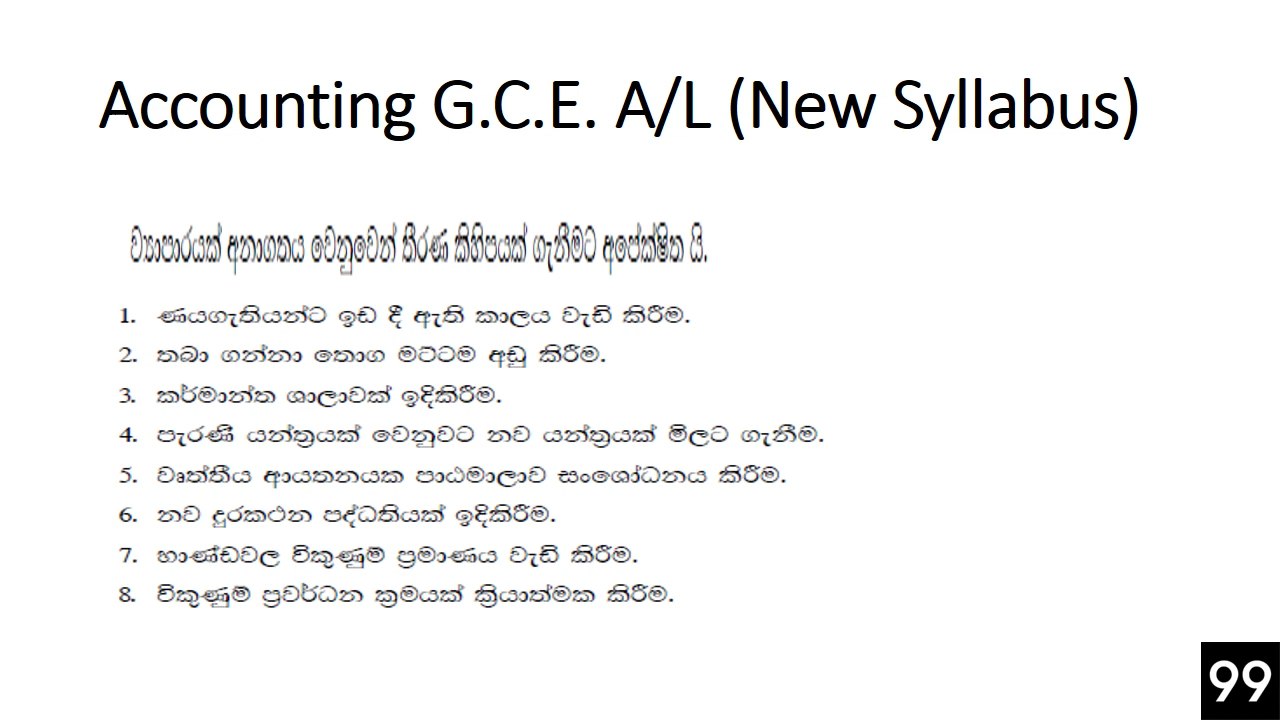 Accounting G.C.E. A/L (New Syllabus)
ව්‍යාපාරයක් අනාගතය වෙනුවෙන් තීරණ කිහිපයක් ගැනීමට අපේක්ෂිත යි.
1. ණයගැතියන්ට ඉඩ දී ඇති කාලය වැඩි කිරීම.
2. තබා ගන්නා තොග මට්ටම අඩු කිරීම.
3. කර්මාන්ත ශාලාවක් ඉදිකිරීම.
4. පැරණි යන්ත්‍රයක් වෙනුවට නව යන්ත්‍රයක් මිලට ගැනීම.
5. වෘත්තීය ආයතනයක පාඨමාලාව සංශෝධනය කිරීම.
6. නව දුරකථන පද්ධතියක් ඉදිකිරීම.
7. භාණ්ඩවල විකුණුම් ප්‍රමාණය වැඩි කිරීම.
8. විකුණුම් ප්‍රවර්ධන ක්‍රමයක් ක්‍රියාත්මක කිරීම.
99